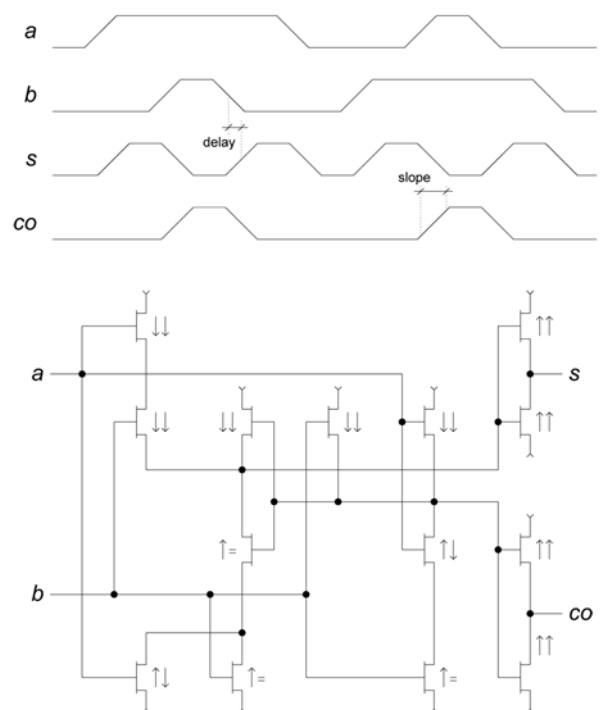 a
b
delay
s
slope
co
↓↓
↑↑
a
s
↓↓ ↓↓ ↓↓ ↓↓ ↑↑
↑= ↑↓ ↑↑
b
co
↑↓ ↑= ↑= ↑↑